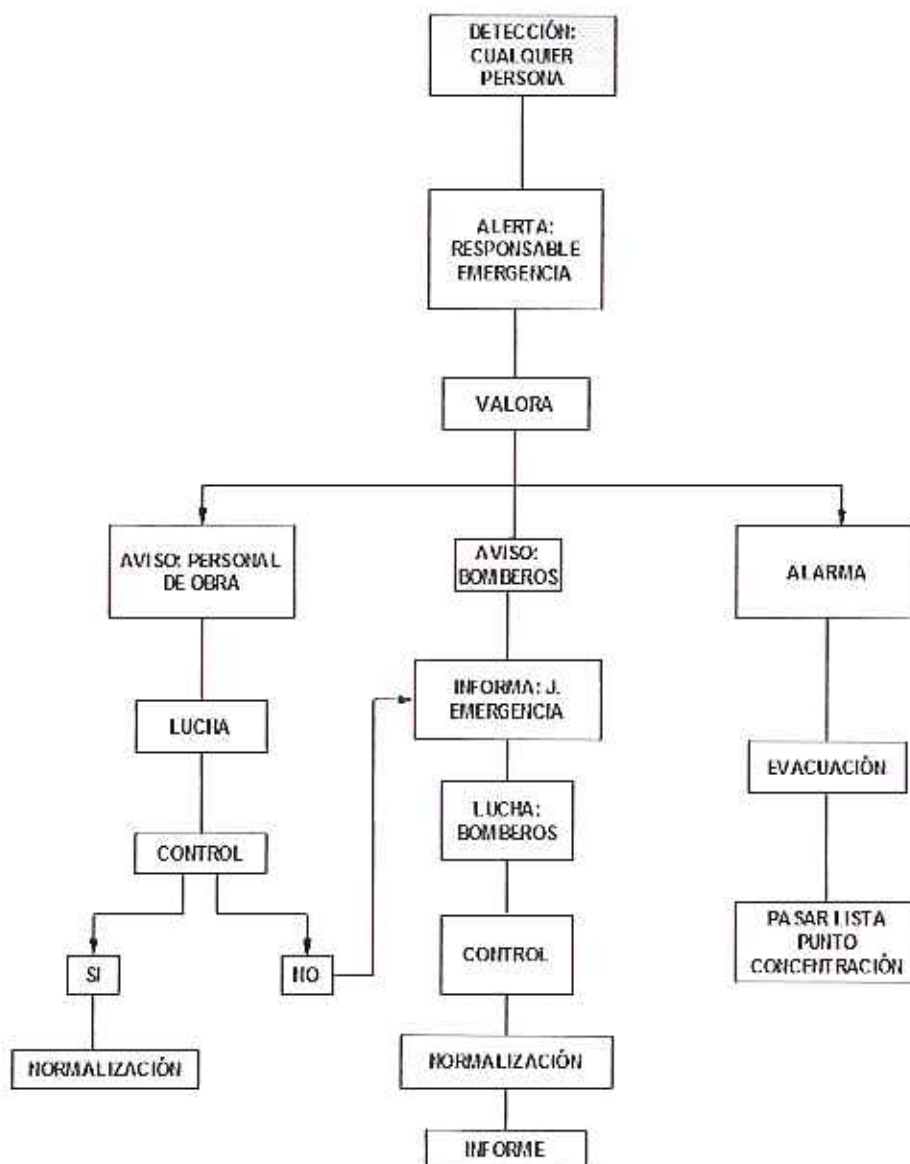 DETECCIÓN:
CUALQUIER
PERSONA
ALERTA:
RESPONSABLE
EMERGENCIA
VALORA
AVISO: PERSONAL
DE OBRA
AVISO:
BOMBEROS
ALARMA
INFORMA: J.
EMERGENCIA
LUCHA
EVACUACIÓN
LUCHA:
BOMBEROS
CONTROL
PASAR LISTA
PUNTO
CONCENTRACIÓN
CONTROL
SI
NO
NORMALIZACIÓN
NORMALIZACIÓN
INFORME